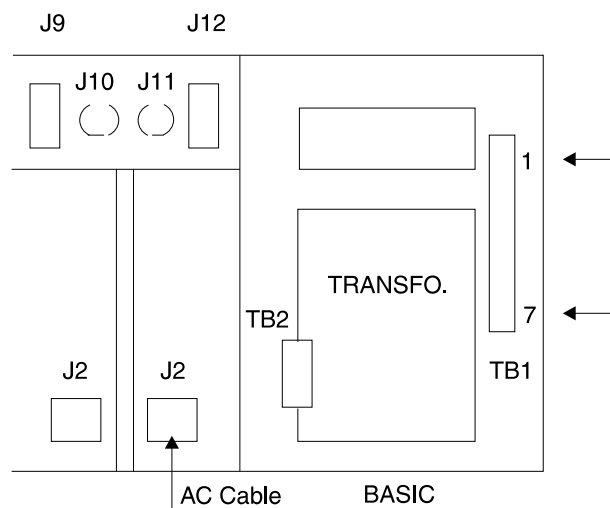 J9
J12
J10
J11
1
TRANSFO.
7
TB2
TB1
J2
J2
AC Cable
BASIC